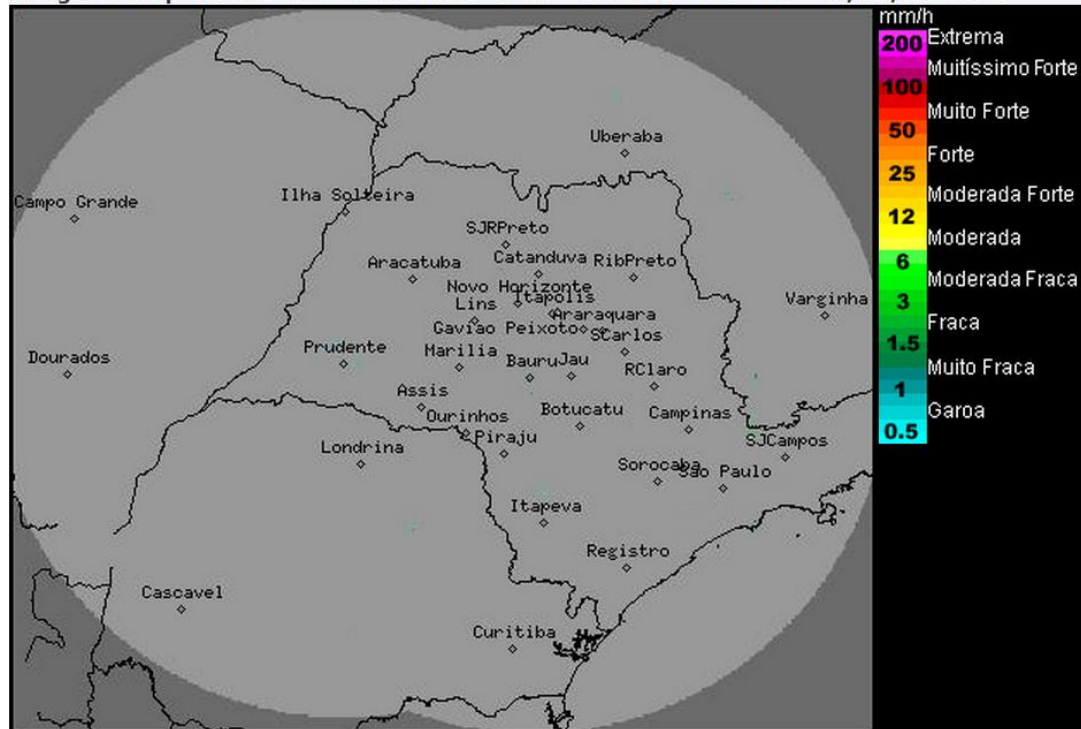 mm/h
200 Extrema
Muitíssimo Forte
100
Muito Forte
50
Forte
25
Moderada Forte
12
Moderada
6
Moderada Fraca
3
Fraca
1.5
Muito Fraca
1
Garoa
0.5
Uberaba
Ilha Solteira
Campo Grande
SJRPreto
Catanduva
RibPreto
Aracatuba
Novo Horizonte
Itapolis
Lins
Varginha
Araraquara
Gaviao Peixoto
SCarlos
Prudente
Marilia
Dourados
Bauru
Jau
RClaro
Assis
Ourinhos
Botucatu
Campinas
Piraju
SJCampos
Londrina
Sorocaba
Sao Paulo
Itapeva
Registro
Cascavel
Curitiba